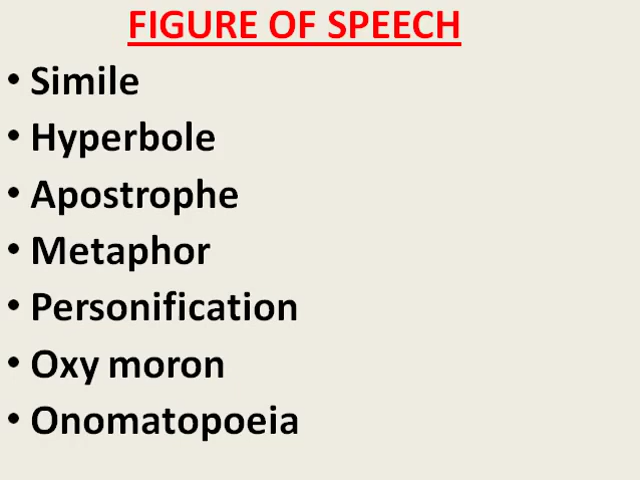 FIGURE OF SPEECH
• Simile
• Hyperbole
• Apostrophe
• Metaphor
• Personification
• Oxy moron
• Onomatopoeia